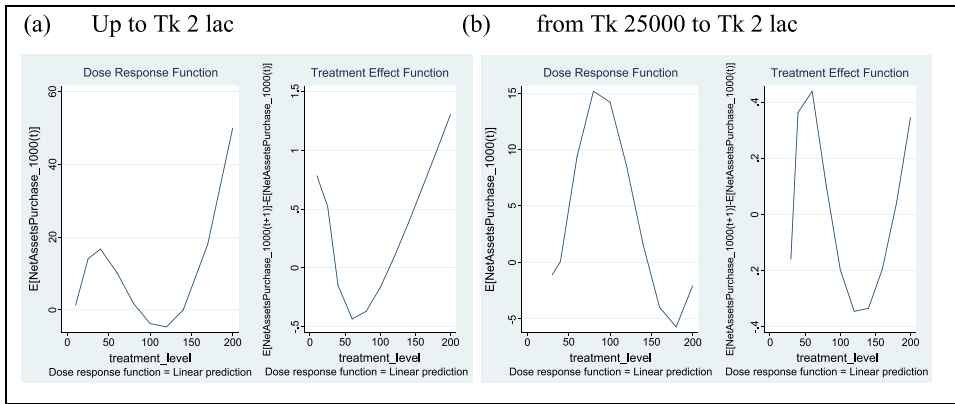 (a) Up to Tk 2 lac
(b) from Tk 25000 to Tk 2 lac
Dose Response Function
E[NetAssetsPurchase_1000(t)]
60
40
20
0
0 50 100 150 200
treatment_level
Dose response function = Linear prediction
Treatment Effect Function
E[NetAssetsPurchase_1000(t+1)]-E[NetAssetsPurchase_1000(t)]
1.5
1
.5
0
-.5
0 50 100 150 200
treatment_level
Dose response function = Linear prediction
Dose Response Function
E[NetAssetsPurchase_1000(t)]
15
10
5
0
-5
0 50 100 150 200
treatment_level
Dose response function = Linear prediction
Treatment Effect Function
E[NetAssetsPurchase_1000(t+1)]-E[NetAssetsPurchase_1000(t)]
.4
.2
0
.2
-.4
0 50 100 150 200
treatment_level
Dose response function = Linear prediction